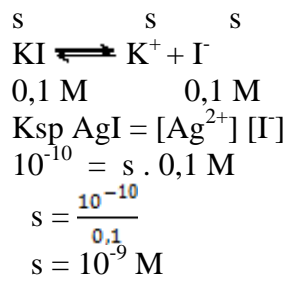 s s s
KI ⇌ K⁺ + I⁻
0,1 M 0,1 M
Ksp AgI = [Ag²⁺] [I⁻]
10⁻¹⁰ = s . 0,1 M
s = 10⁻¹⁰/0,1
s = 10⁻⁹ M